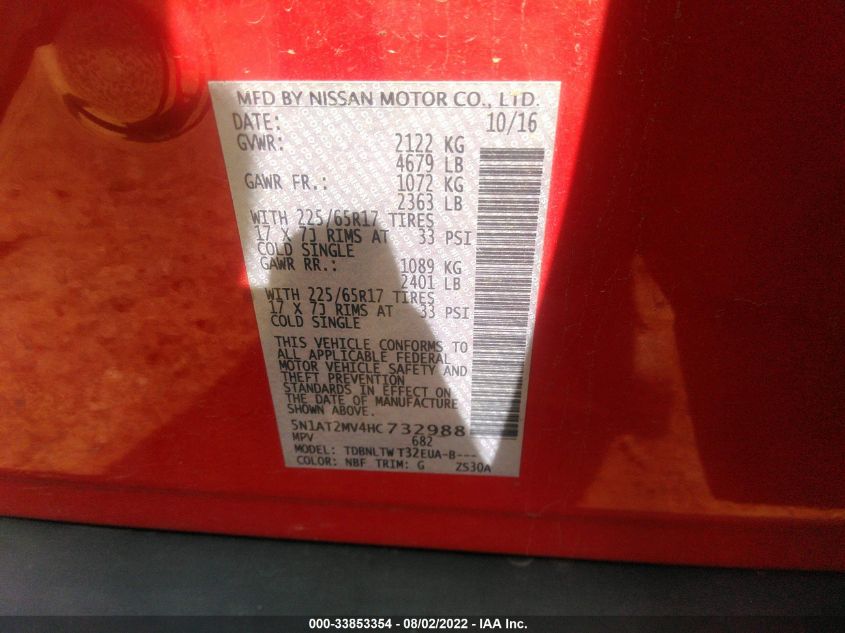 MFD BY NISSAN MOTOR CO., LTD.
DATE: 10/16
GVWR: 2122 KG
4679 LB
GAWR FR.: 1072 KG
2363 LB
WITH 225/65R17 TIRES
17 X 7J RIMS AT 33 PSI
COLD SINGLE
GAWR RR.: 1089 KG
2401 LB
WITH 225/65R17 TIRES
17 X 7J RIMS AT 33 PSI
COLD SINGLE
THIS VEHICLE CONFORMS TO
ALL APPLICABLE FEDERAL
MOTOR VEHICLE SAFETY AND
THEFT PREVENTION
STANDARDS IN EFFECT ON
THE DATE OF MANUFACTURE
SHOWN ABOVE.
5N1AT2MV4HC732988
MPV 682
MODEL: TDBNLTW T32EUA-B---
COLOR: NBF TRIM: G ZS30A
000-33853354 - 08/02/2022 - IAA Inc.